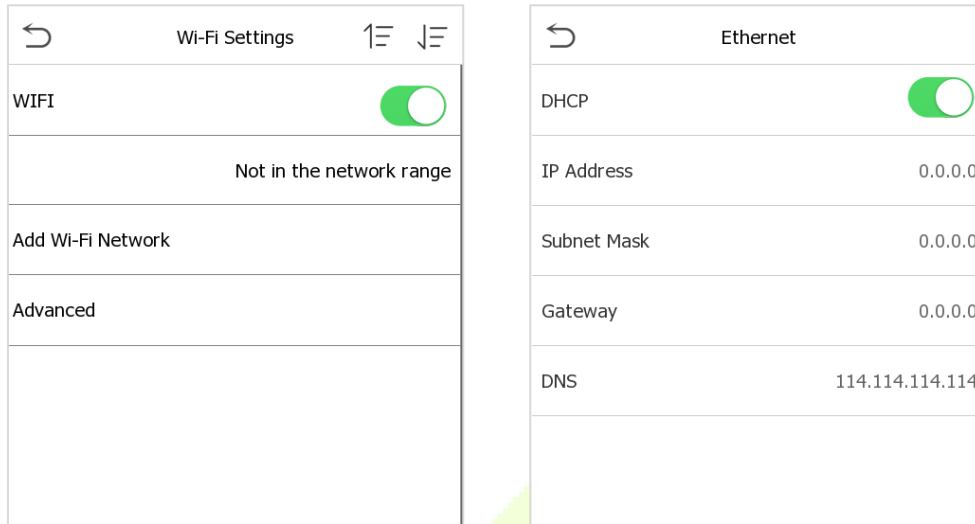 Wi-Fi Settings
WIFI
Not in the network range
Add Wi-Fi Network
Advanced
Ethernet
DHCP
IP Address 0.0.0.0
Subnet Mask 0.0.0.0
Gateway 0.0.0.0
DNS 114.114.114.114